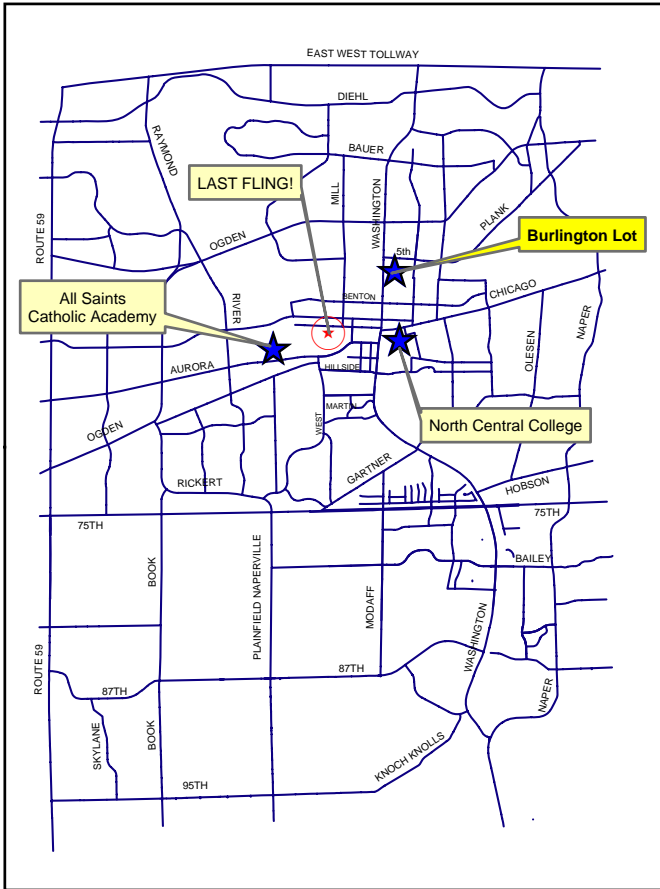 EAST WEST TOLLWAY
DIEHL
RAYMOND
BAUER
LAST FLING!
MILL
WASHINGTON
PLANK
ROUTE 59
OGDEN
5th
Burlington Lot
BENTON
CHICAGO
All Saints
Catholic Academy
RIVER
NAPER
OLESEN
AURORA
HILLSIDE
MARTIN
WEST
North Central College
OGDEN
GARTNER
RICKERT
HOBSON
75TH
75TH
BAILEY
BOOK
PLAINFIELD NAPERVILLE
MODAFF
WASHINGTON
ROUTE 59
87TH
87TH
NAPER
SKYLANE
BOOK
KNOCH KNOLLS
95TH